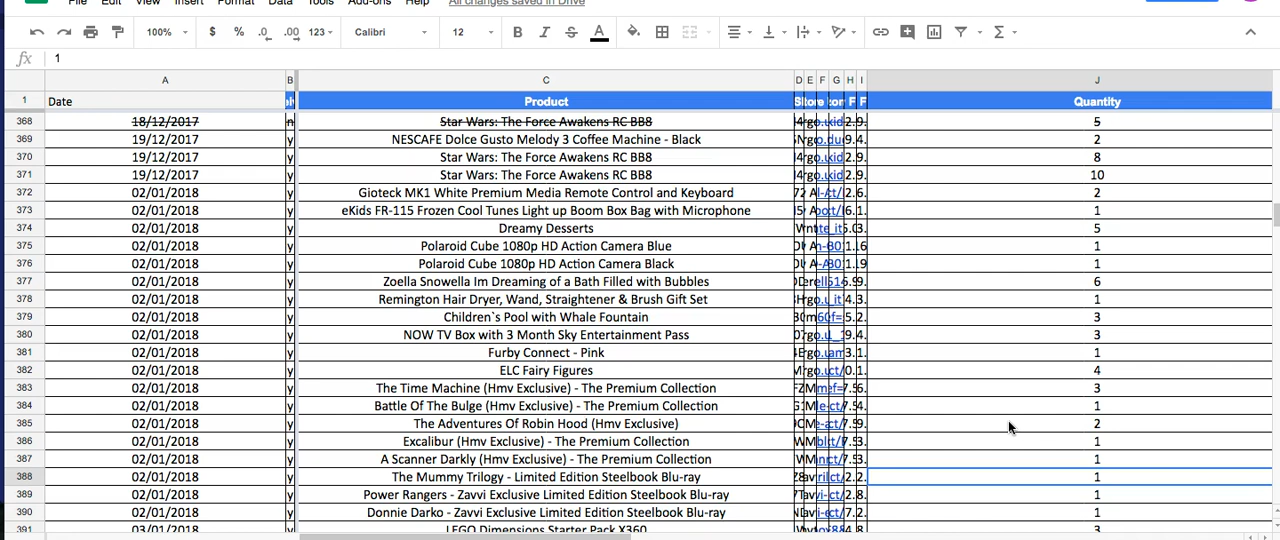 File Edit View Insert Format Data Tools Add-ons Help All changes saved in Drive
100% $ % .0 .00 123 Calibri 12 B I S A
fx 1
A B C D E F G H I J
1 Date Product Quantity
368 18/12/2017 n Star Wars: The Force Awakens RC BB8 5
369 19/12/2017 y NESCAFE Dolce Gusto Melody 3 Coffee Machine - Black 2
370 19/12/2017 y Star Wars: The Force Awakens RC BB8 8
371 19/12/2017 y Star Wars: The Force Awakens RC BB8 10
372 02/01/2018 y Gioteck MK1 White Premium Media Remote Control and Keyboard 2
373 02/01/2018 y eKids FR-115 Frozen Cool Tunes Light up Boom Box Bag with Microphone 1
374 02/01/2018 y Dreamy Desserts 5
375 02/01/2018 y Polaroid Cube 1080p HD Action Camera Blue 1
376 02/01/2018 y Polaroid Cube 1080p HD Action Camera Black 1
377 02/01/2018 y Zoella Snowella Im Dreaming of a Bath Filled with Bubbles 6
378 02/01/2018 y Remington Hair Dryer, Wand, Straightener & Brush Gift Set 1
379 02/01/2018 y Children`s Pool with Whale Fountain 3
380 02/01/2018 y NOW TV Box with 3 Month Sky Entertainment Pass 3
381 02/01/2018 y Furby Connect - Pink 1
382 02/01/2018 y ELC Fairy Figures 4
383 02/01/2018 y The Time Machine (Hmv Exclusive) - The Premium Collection 3
384 02/01/2018 y Battle Of The Bulge (Hmv Exclusive) - The Premium Collection 1
385 02/01/2018 y The Adventures Of Robin Hood (Hmv Exclusive) 2
386 02/01/2018 y Excalibur (Hmv Exclusive) - The Premium Collection 1
387 02/01/2018 y A Scanner Darkly (Hmv Exclusive) - The Premium Collection 1
388 02/01/2018 y The Mummy Trilogy - Limited Edition Steelbook Blu-ray 1
389 02/01/2018 y Power Rangers - Zavvi Exclusive Limited Edition Steelbook Blu-ray 1
390 02/01/2018 y Donnie Darko - Zavvi Exclusive Limited Edition Steelbook Blu-ray 1
391 03/01/2018 y LEGO Dimensions Starter Pack X360 3